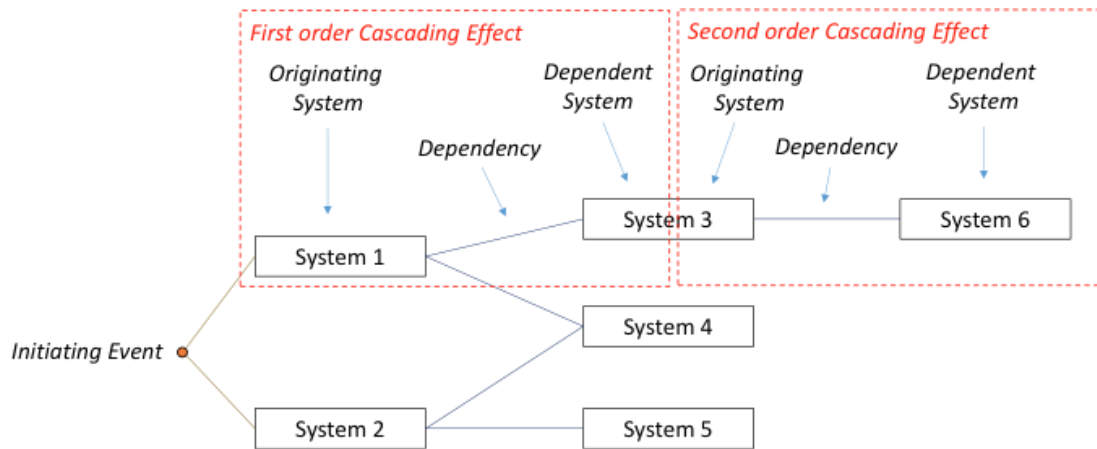 First order Cascading Effect
Second order Cascading Effect
Originating
System
Dependent
System
Originating
System
Dependent
System
Dependency
Dependency
System 3
System 6
System 1
System 4
Initiating Event
System 2
System 5